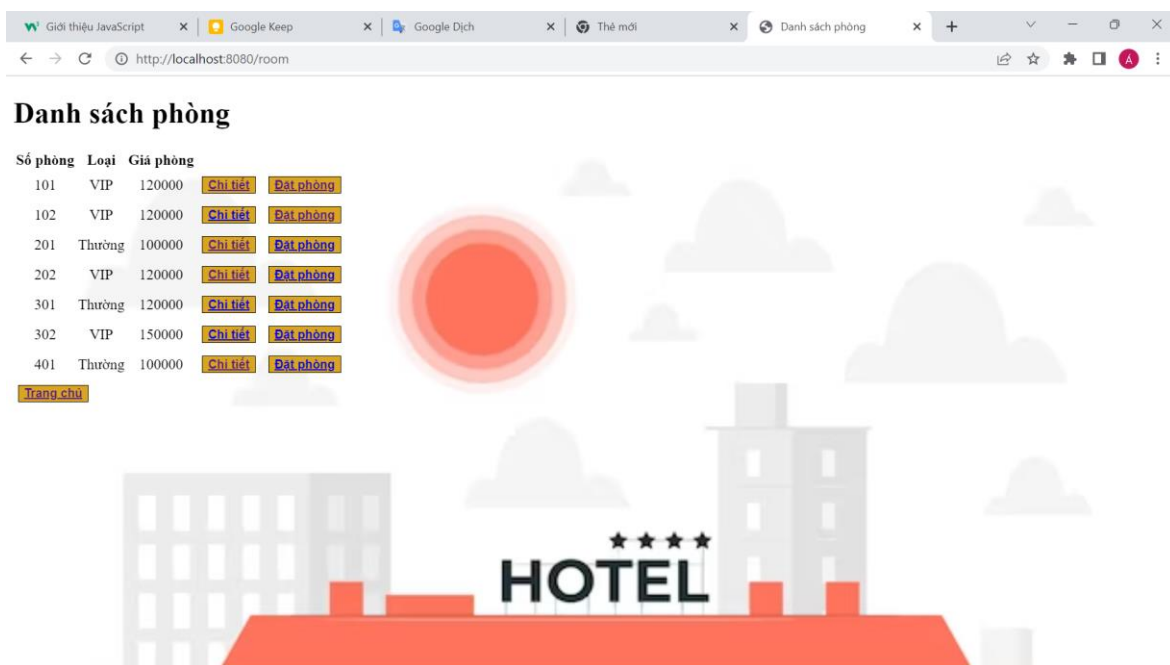 Giới thiệu JavaScript Google Keep Google Dịch Thẻ mới Danh sách phòng
http://localhost:8080/room Á
Danh sách phòng
Số phòng Loại Giá phòng
101 VIP 120000 Chi tiết Đặt phòng
102 VIP 120000 Chi tiết Đặt phòng
201 Thường 100000 Chi tiết Đặt phòng
202 VIP 120000 Chi tiết Đặt phòng
301 Thường 120000 Chi tiết Đặt phòng
302 VIP 150000 Chi tiết Đặt phòng
401 Thường 100000 Chi tiết Đặt phòng
Trang chủ
HOTEL